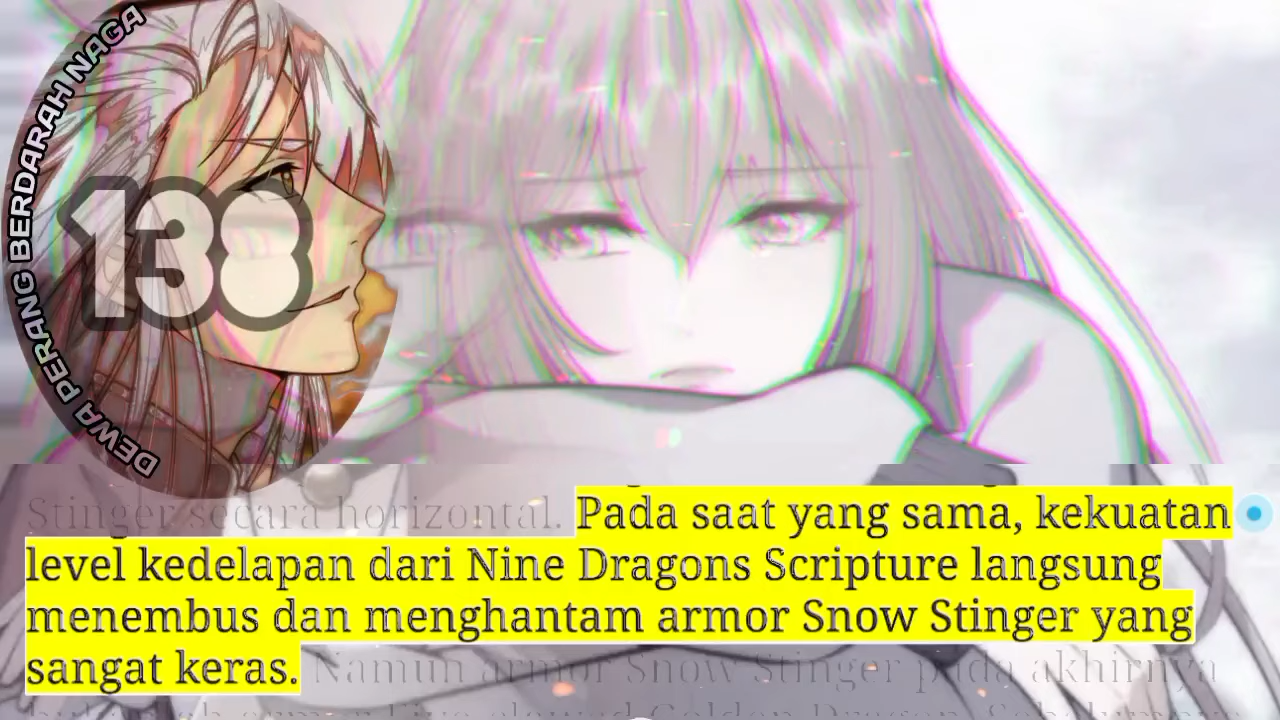 DEWA PERANG BERDARAH NAGA
138
Stinger secara horizontal. Pada saat yang sama, kekuatan
level kedelapan dari Nine Dragons Scripture langsung
menembus dan menghantam armor Snow Stinger yang
sangat keras. Namun armor Snow Stinger pada akhirnya